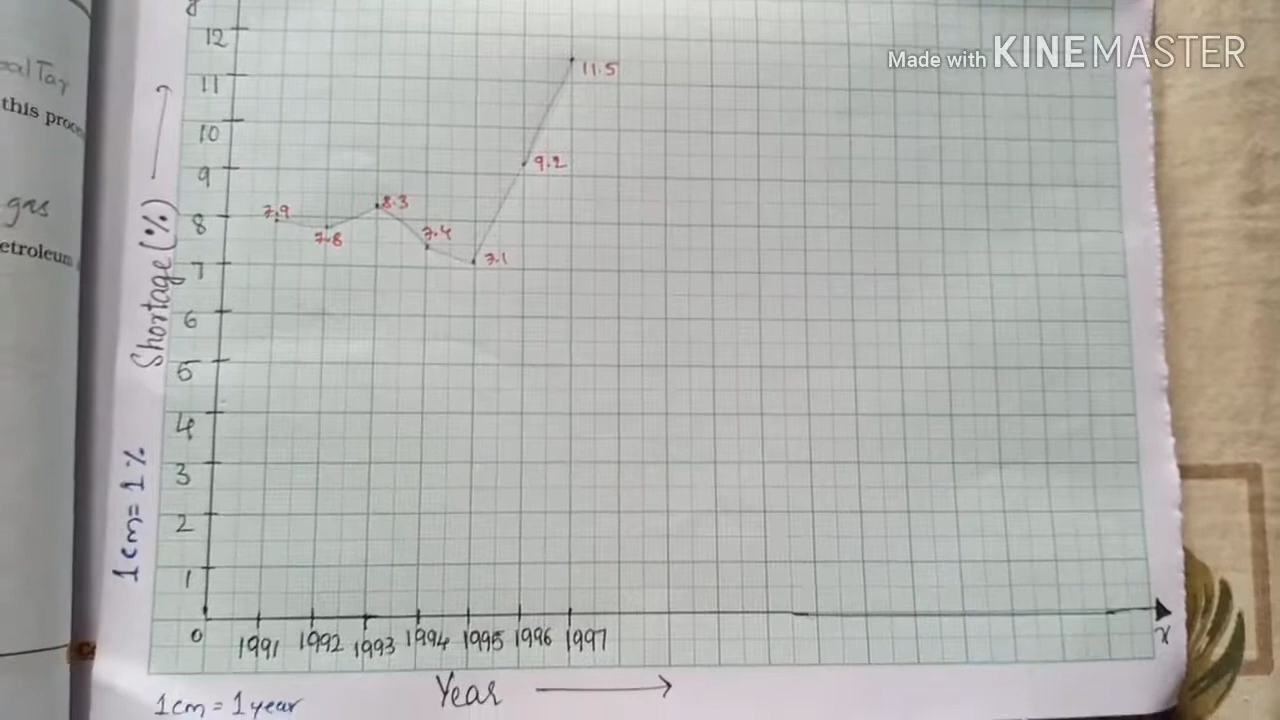 Made with KINEMASTER
this proce
gas
etroleum
Shortage (%)
1cm = 1 %
12
11
10
9
8
7
6
5
4
3
2
1
0
7.9
7.8
8.3
7.4
7.1
9.2
11.5
1991 1992 1993 1994 1995 1996 1997
x
Year
1cm = 1 year